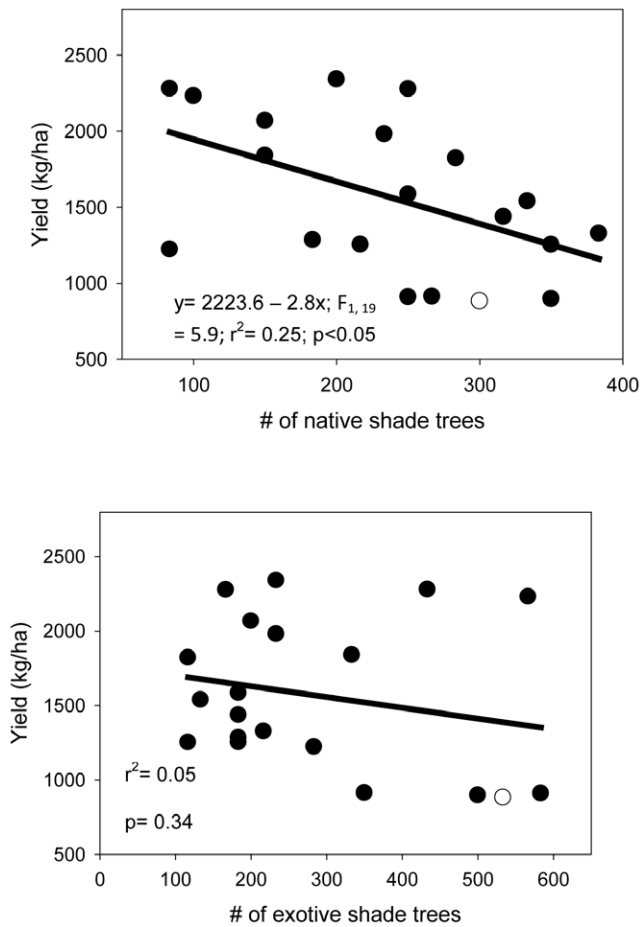 2500
2000
1500
1000
500
Yield (kg/ha)
y= 2223.6 – 2.8x; F1, 19
= 5.9; r²= 0.25; p<0.05
100 200 300 400
# of native shade trees
2500
2000
1500
1000
500
Yield (kg/ha)
r²= 0.05
p= 0.34
0 100 200 300 400 500 600
# of exotive shade trees